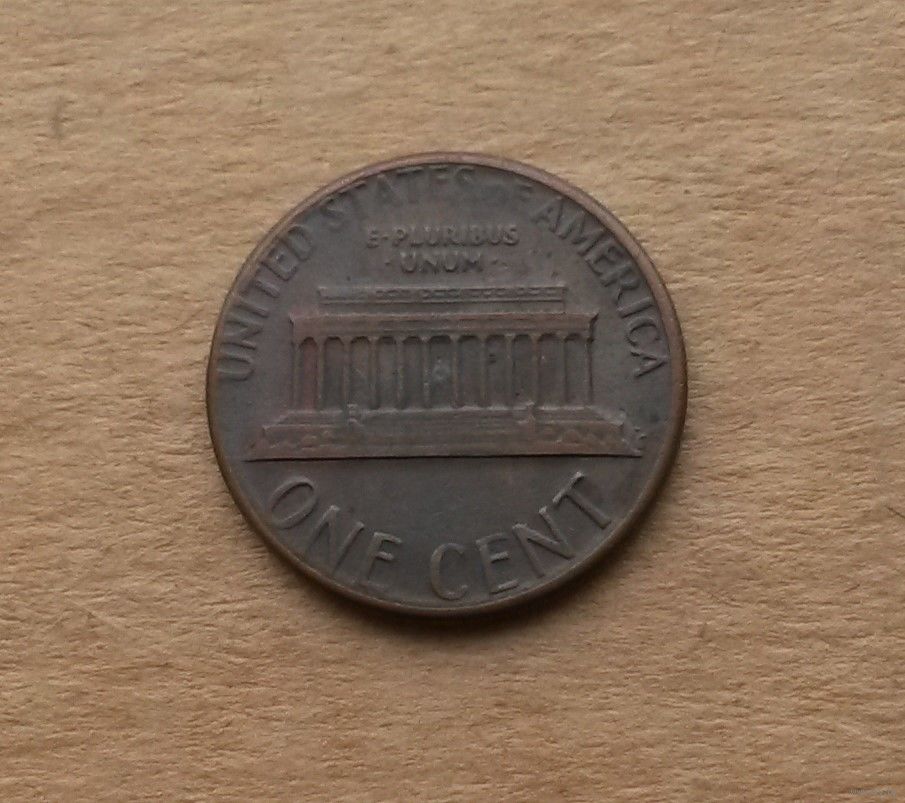 UNITED STATES OF AMERICA
E·PLURIBUS
·UNUM·
ONE CENT